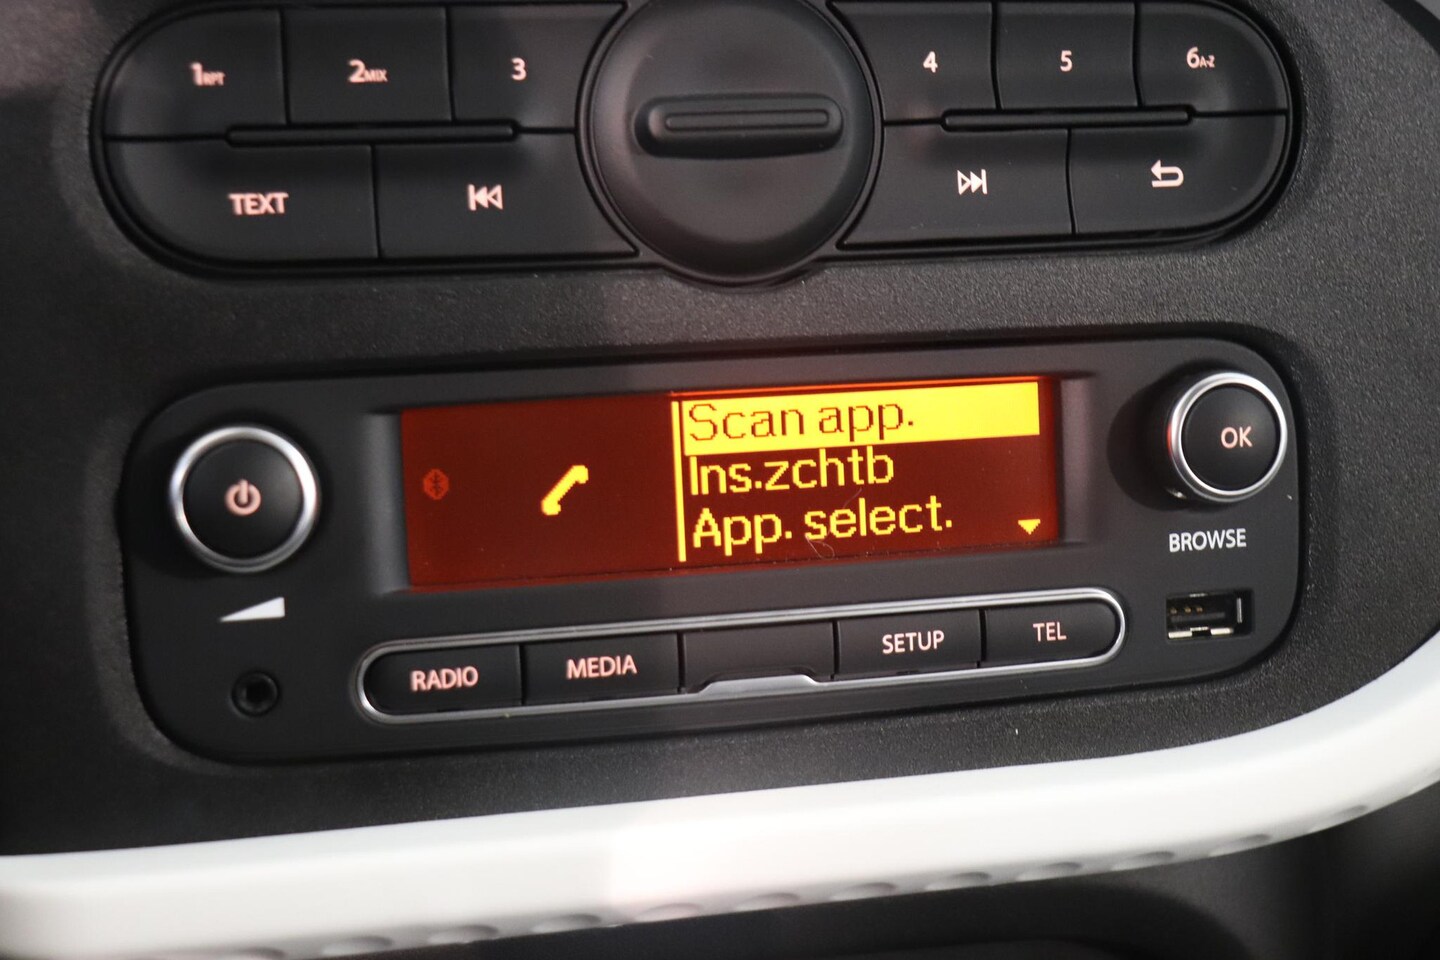 1RPT
2MIX
3
4
5
6A-Z
TEXT
Scan app.
Ins.zchtb
App. select.
OK
BROWSE
RADIO
MEDIA
SETUP
TEL